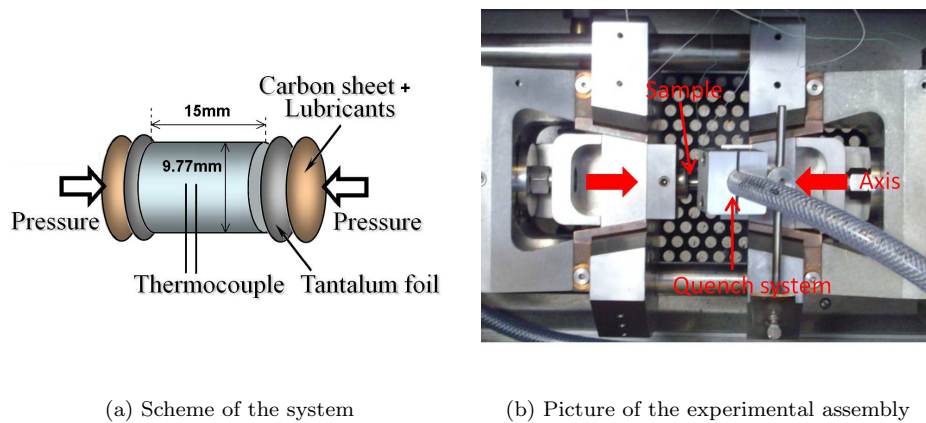 Carbon sheet +
Lubricants
15mm
9.77mm
Pressure
Pressure
Thermocouple
Tantalum foil
Sample
Axis
Quench system
(a) Scheme of the system
(b) Picture of the experimental assembly